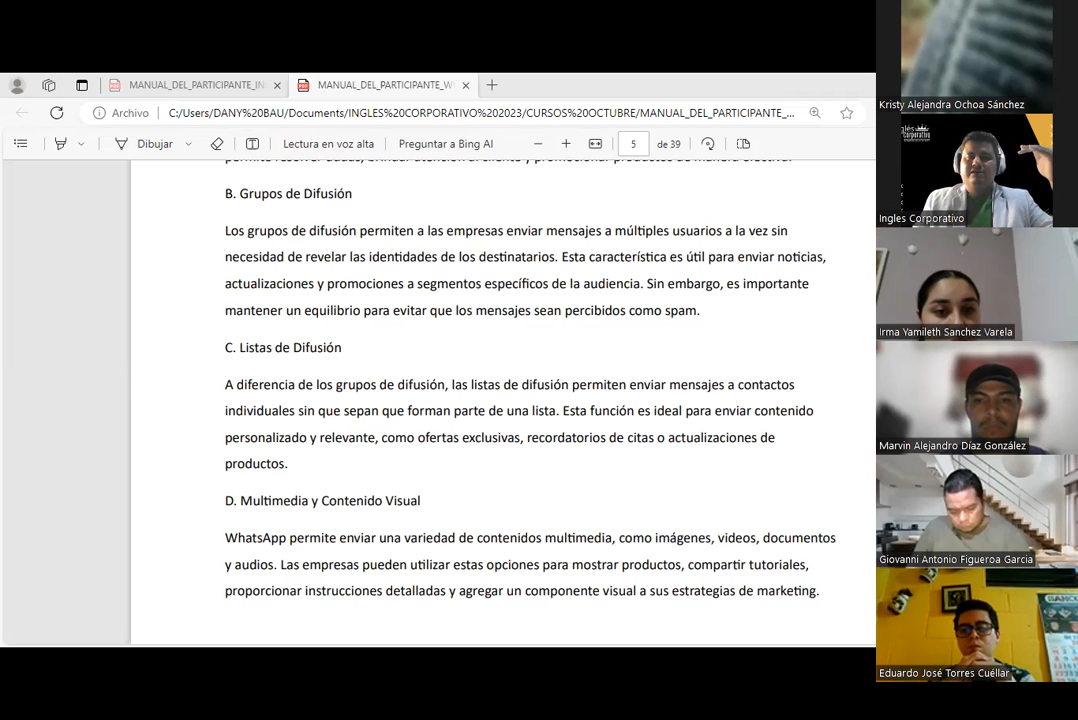 MANUAL_DEL_PARTICIPANTE_IN
MANUAL_DEL_PARTICIPANTE_W
Archivo
C:/Users/DANY%20BAU/Documents/INGLES%20CORPORATIVO%202023/CURSOS%20OCTUBRE/MANUAL_DEL_PARTICIPANTE_...
Dibujar
Lectura en voz alta
Preguntar a Bing AI
5
de 39
B. Grupos de Difusión
Los grupos de difusión permiten a las empresas enviar mensajes a múltiples usuarios a la vez sin
necesidad de revelar las identidades de los destinatarios. Esta característica es útil para enviar noticias,
actualizaciones y promociones a segmentos específicos de la audiencia. Sin embargo, es importante
mantener un equilibrio para evitar que los mensajes sean percibidos como spam.
C. Listas de Difusión
A diferencia de los grupos de difusión, las listas de difusión permiten enviar mensajes a contactos
individuales sin que sepan que forman parte de una lista. Esta función es ideal para enviar contenido
personalizado y relevante, como ofertas exclusivas, recordatorios de citas o actualizaciones de
productos.
D. Multimedia y Contenido Visual
WhatsApp permite enviar una variedad de contenidos multimedia, como imágenes, videos, documentos
y audios. Las empresas pueden utilizar estas opciones para mostrar productos, compartir tutoriales,
proporcionar instrucciones detalladas y agregar un componente visual a sus estrategias de marketing.
Kristy Alejandra Ochoa Sánchez
Ingles Corporativo
Irma Yamileth Sanchez Varela
Marvin Alejandro Díaz González
Giovanni Antonio Figueroa Garcia
Eduardo José Torres Cuéllar